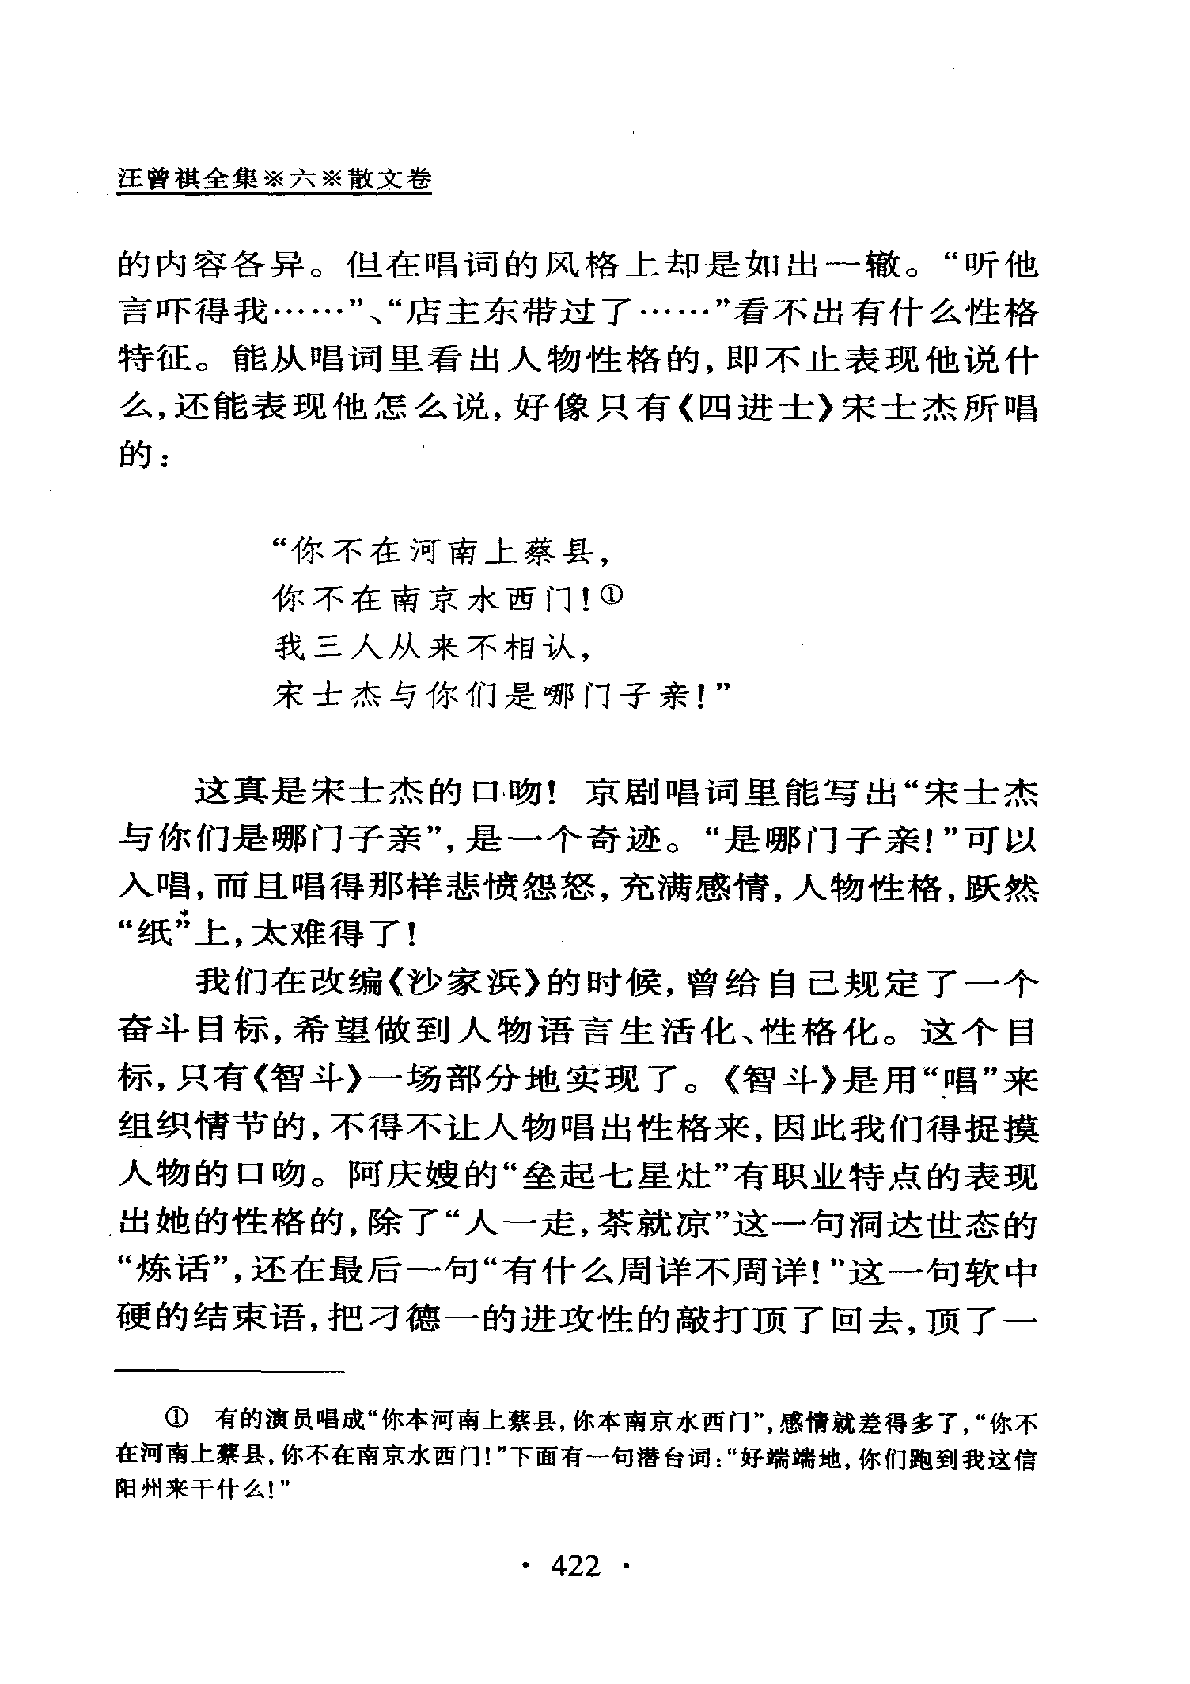 汪曾祺全集※六※散文卷
的内容各异。但在唱词的风格上却是如出一辙。“听他
言吓得我……”、“店主东带过了……”看不出有什么性格
特征。能从唱词里看出人物性格的,即不止表现他说什
么,还能表现他怎么说,好像只有《四进士》宋士杰所唱
的:
“你不在河南上蔡县,
你不在南京水西门!①
我三人从来不相认,
宋士杰与你们是哪门子亲!”
这真是宋士杰的口吻! 京剧唱词里能写出“宋士杰
与你们是哪门子亲”,是一个奇迹。“是哪门子亲!”可以
入唱,而且唱得那样悲愤怨怒,充满感情,人物性格,跃然
“纸”上,太难得了!
我们在改编《沙家浜》的时候,曾给自己规定了一个
奋斗目标,希望做到人物语言生活化、性格化。这个目
标,只有《智斗》一场部分地实现了。《智斗》是用“唱”来
组织情节的,不得不让人物唱出性格来,因此我们得捉摸
人物的口吻。阿庆嫂的“垒起七星灶”有职业特点的表现
出她的性格的,除了“人一走,茶就凉”这一句洞达世态的
“炼话”,还在最后一句“有什么周详不周详!”这一句软中
硬的结束语,把刁德一的进攻性的敲打顶了回去,顶了一
① 有的演员唱成“你本河南上蔡县,你本南京水西门”,感情就差得多了,“你不
在河南上蔡县,你不在南京水西门!”下面有一句潜台词:“好端端地,你们跑到我这信
阳州来干什么!”
· 422 ·